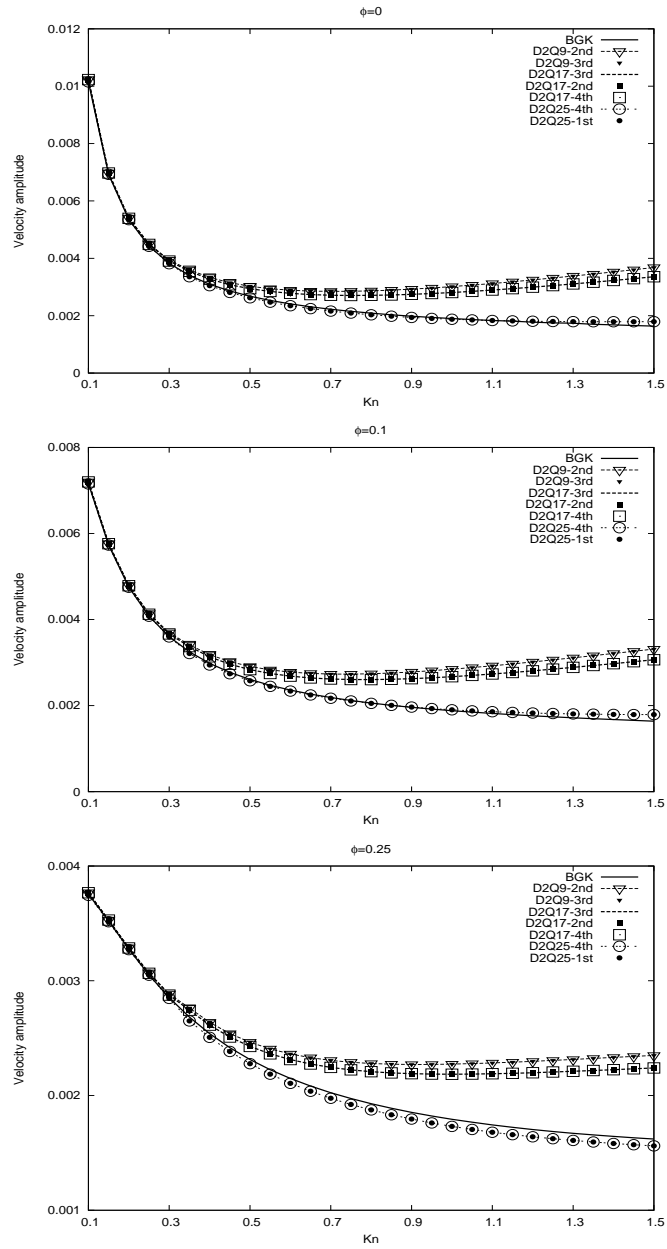 ϕ=0
0.012
0.01
0.008
0.006
0.004
0.002
0
Velocity amplitude
BGK
D2Q9-2nd
D2Q9-3rd
D2Q17-3rd
D2Q17-2nd
D2Q17-4th
D2Q25-4th
D2Q25-1st
0.1 0.3 0.5 0.7 0.9 1.1 1.3 1.5
Kn
ϕ=0.1
0.008
0.006
0.004
0.002
0
Velocity amplitude
BGK
D2Q9-2nd
D2Q9-3rd
D2Q17-3rd
D2Q17-2nd
D2Q17-4th
D2Q25-4th
D2Q25-1st
0.1 0.3 0.5 0.7 0.9 1.1 1.3 1.5
Kn
ϕ=0.25
0.004
0.003
0.002
0.001
Velocity amplitude
BGK
D2Q9-2nd
D2Q9-3rd
D2Q17-3rd
D2Q17-2nd
D2Q17-4th
D2Q25-4th
D2Q25-1st
0.1 0.3 0.5 0.7 0.9 1.1 1.3 1.5
Kn